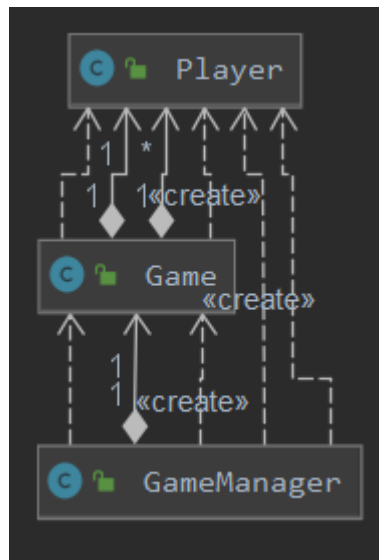 C Player
1 *
1 1 «create»
C Game
«create»
1
1 «create»
C GameManager